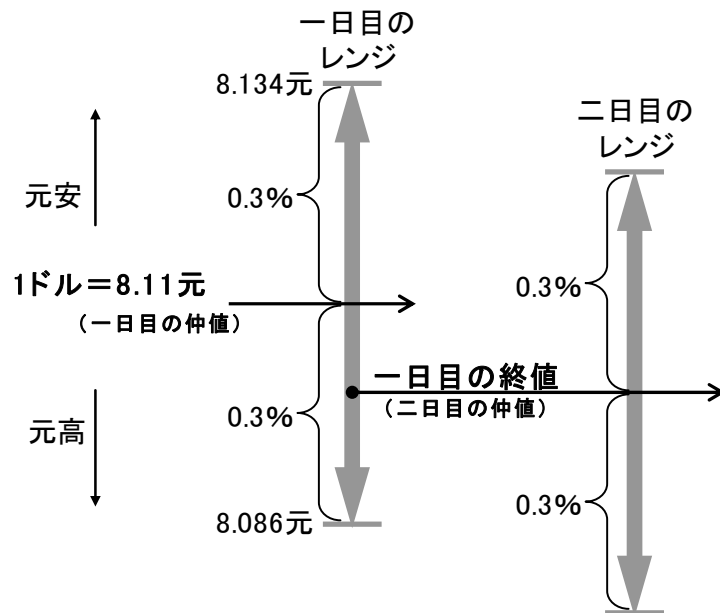 一日目の
レンジ
8.134元
二日目の
レンジ
元安
0.3%
1ドル＝8.11元
（一日目の仲値）
0.3%
一日目の終値
（二日目の仲値）
元高
0.3%
0.3%
8.086元